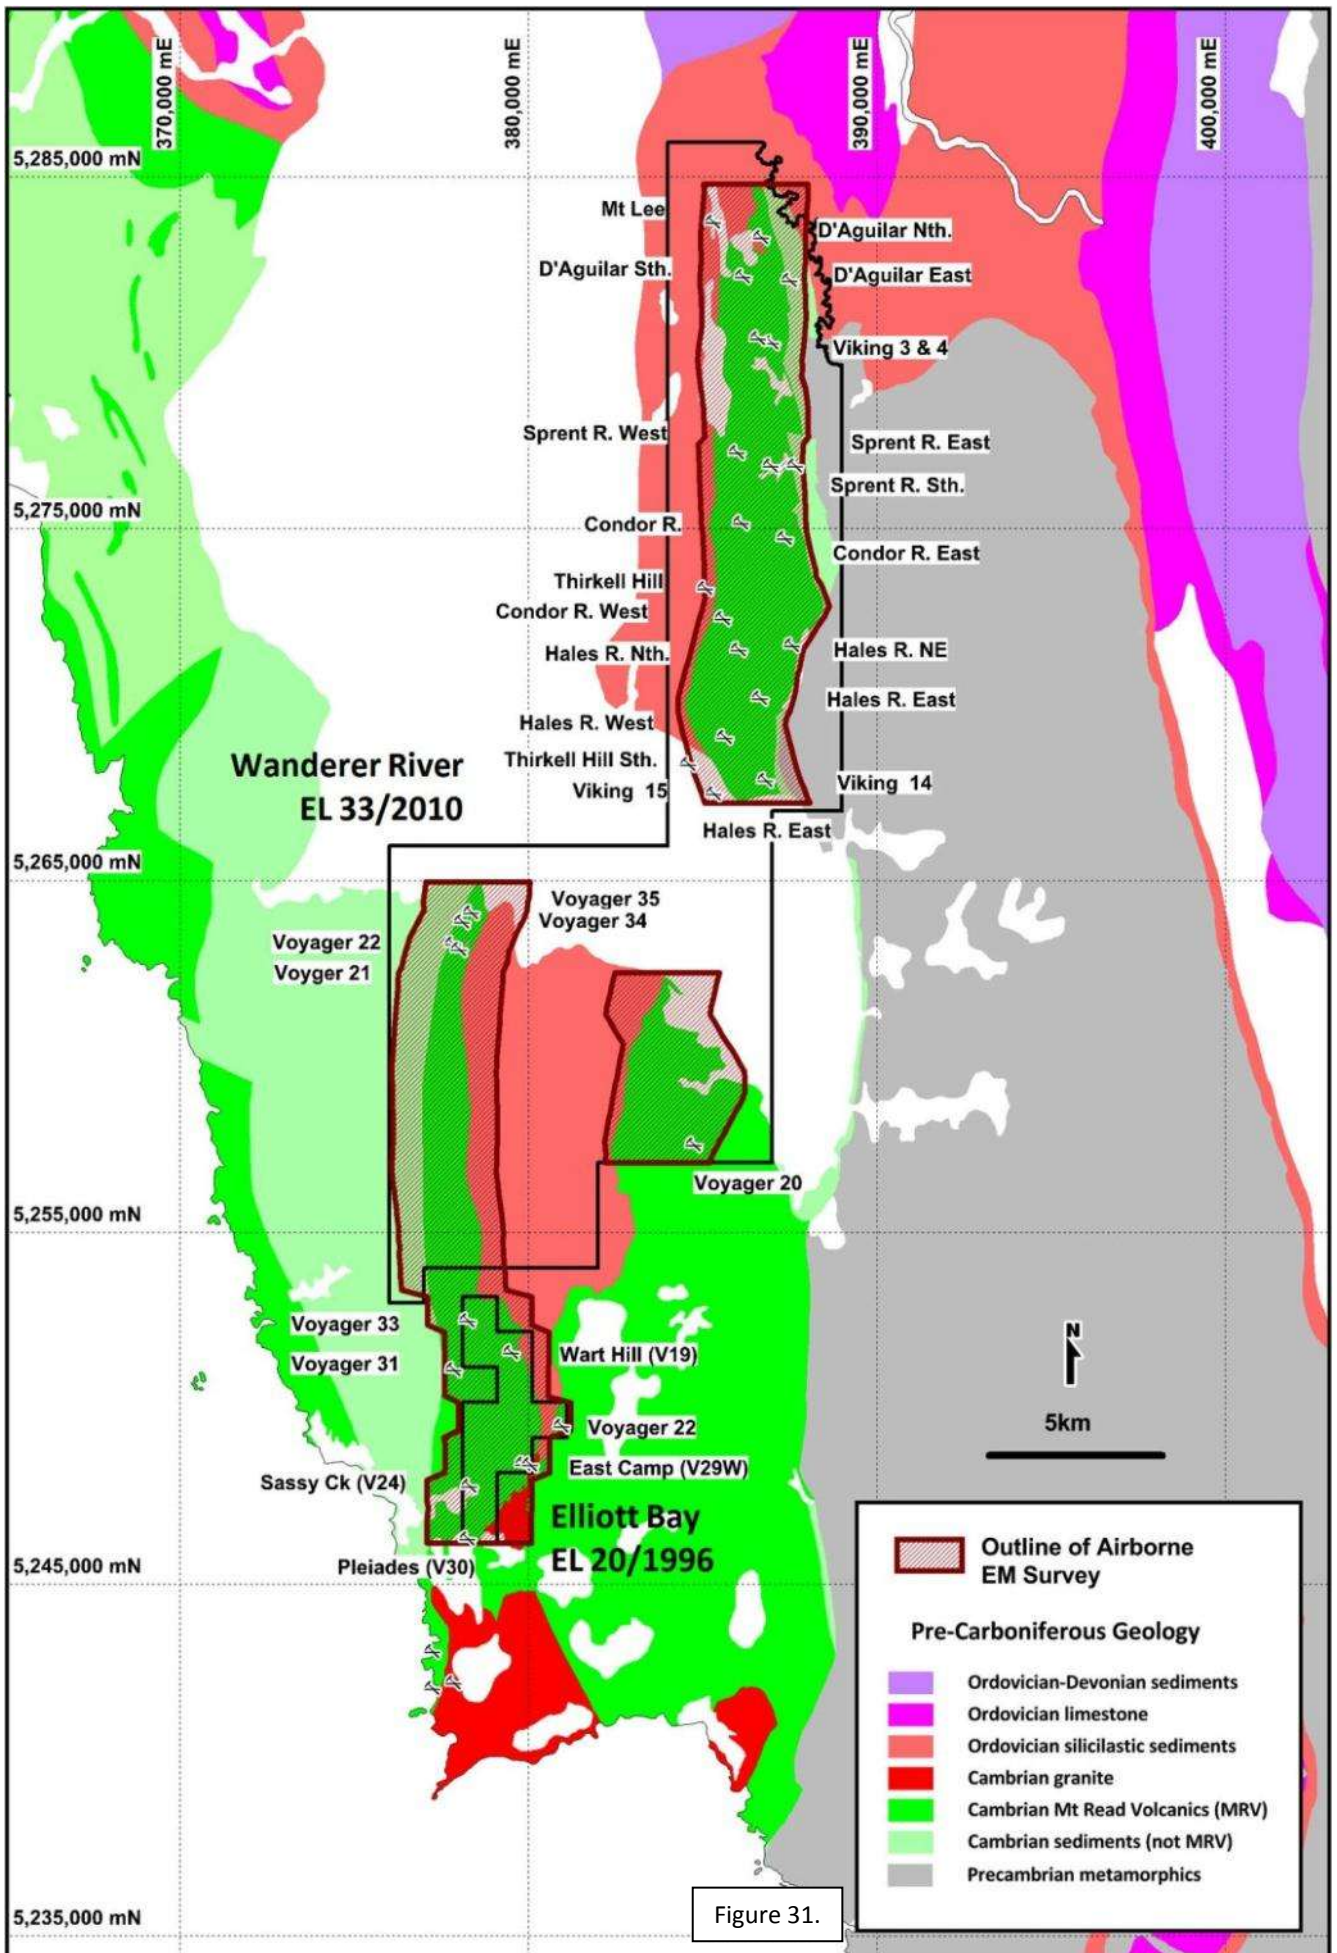 370,000 mE
380,000 mE
390,000 mE
400,000 mE
5,285,000 mN
Mt Lee
D'Aguilar Nth.
D'Aguilar Sth.
D'Aguilar East
Viking 3 & 4
Sprent R. West
Sprent R. East
Sprent R. Sth.
5,275,000 mN
Condor R.
Condor R. East
Thirkell Hill
Condor R. West
Hales R. Nth.
Hales R. NE
Hales R. East
Hales R. West
Thirkell Hill Sth.
Viking 15
Viking 14
Wanderer River
EL 33/2010
Hales R. East
5,265,000 mN
Voyager 35
Voyager 34
Voyager 22
Voyger 21
Voyager 20
5,255,000 mN
Voyager 33
Voyager 31
Wart Hill (V19)
Voyager 22
East Camp (V29W)
Sassy Ck (V24)
Elliott Bay
EL 20/1996
Pleiades (V30)
5,245,000 mN
N
5km
Outline of Airborne
EM Survey
Pre-Carboniferous Geology
Ordovician-Devonian sediments
Ordovician limestone
Ordovician silicilastic sediments
Cambrian granite
Cambrian Mt Read Volcanics (MRV)
Cambrian sediments (not MRV)
Precambrian metamorphics
5,235,000 mN
Figure 31.